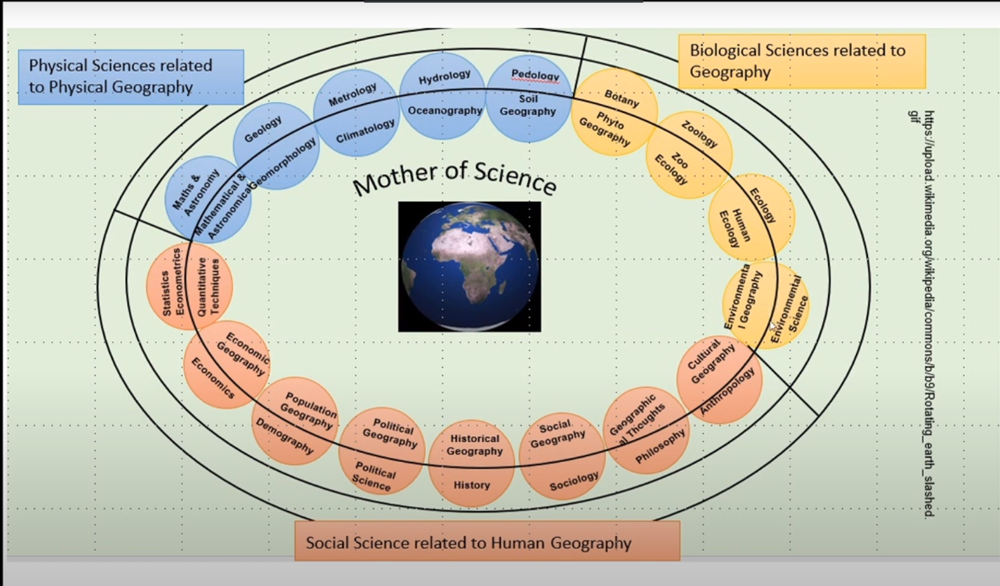 Physical Sciences related
to Physical Geography
Biological Sciences related to
Geography
Maths &
Astronomy
Mathematical &
Astronomical
Geology
Geomorphology
Metrology
Climatology
Hydrology
Oceanography
Pedology
Soil
Geography
Botany
Phyto
Geography
Zoology
Zoo
Ecology
Ecology
Human
Ecology
Environmenta
l Geography
Environmental
Science
Mother of Science
Statistics
Econometrics
Quantitative
Techniques
Economic
Geography
Economics
Population
Geography
Demography
Political
Geography
Political
Science
Historical
Geography
History
Social
Geography
Sociology
Geographic
al Thoughts
Philosophy
Cultural
Geography
Anthropology
Social Science related to Human Geography
https://upload.wikimedia.org/wikipedia/commons/b/b9/Rotating_earth_slashed.
gif